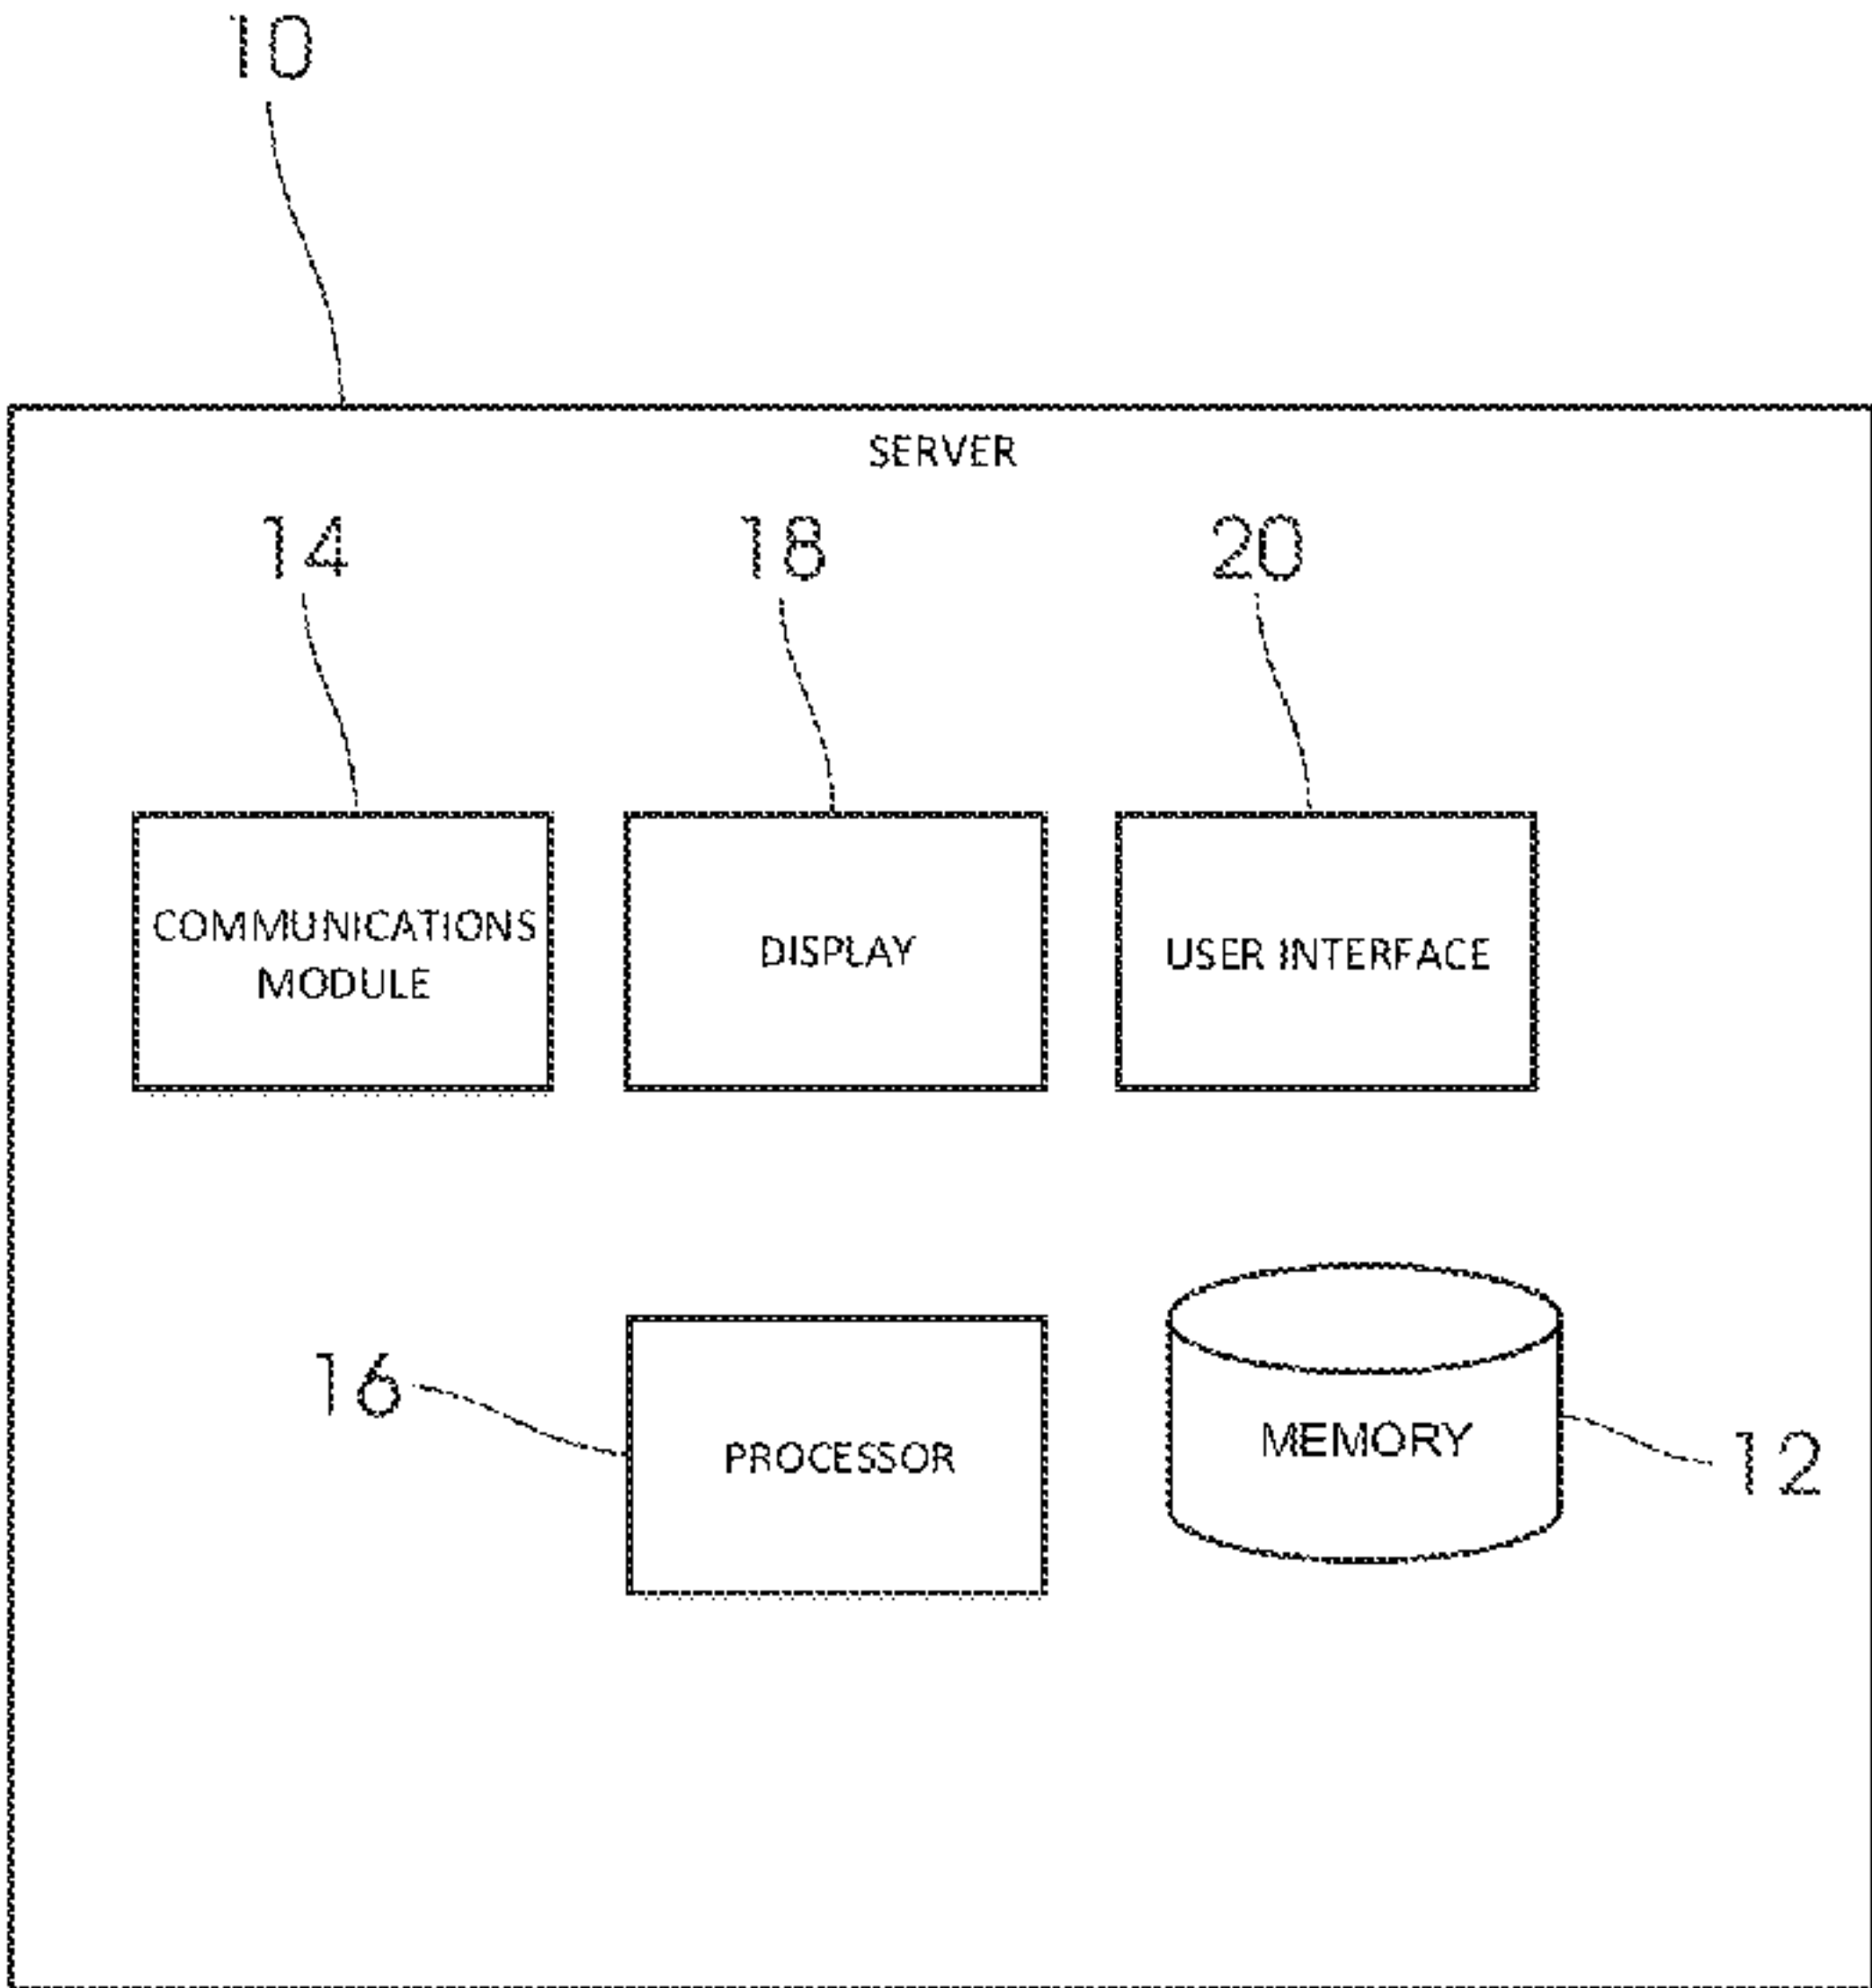 10
SERVER
14
18
20
COMMUNICATIONS
MODULE
DISPLAY
USER INTERFACE
16
PROCESSOR
MEMORY
12